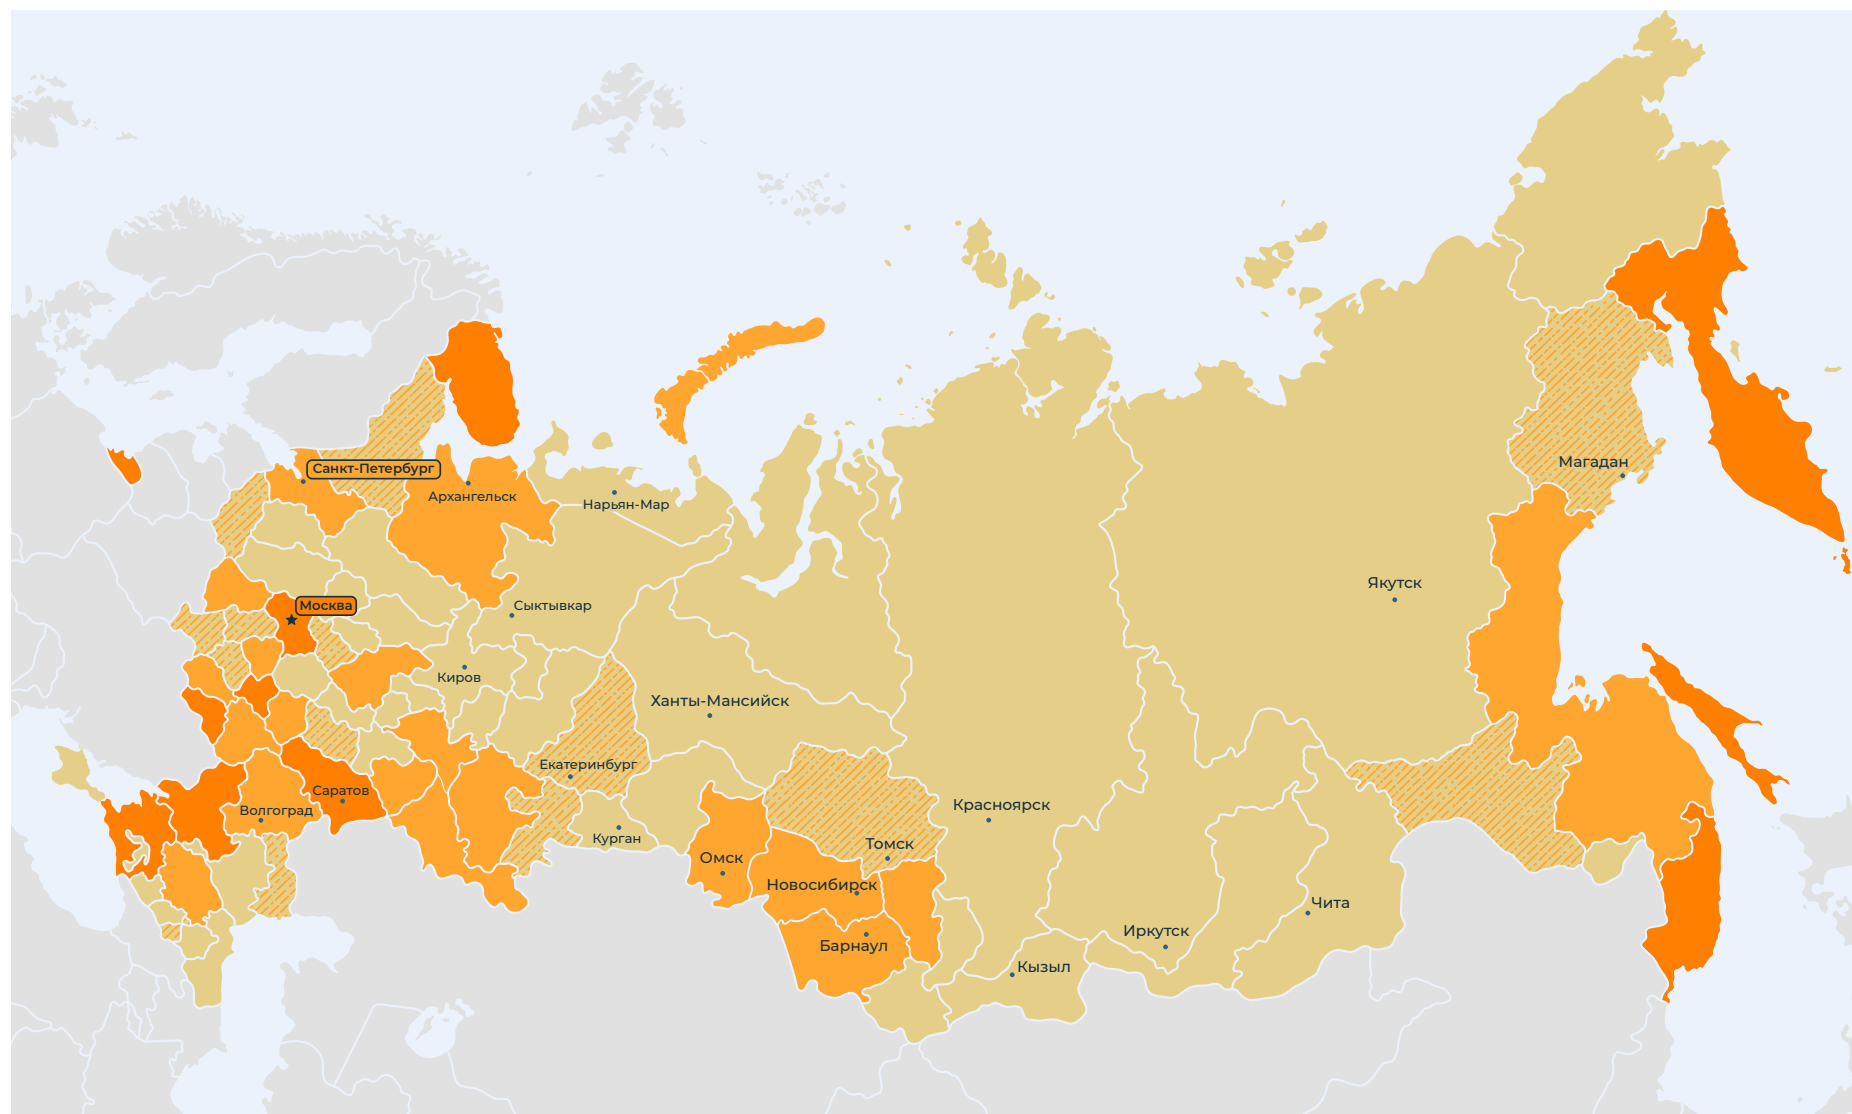 Санкт-Петербург
Магадан
Архангельск
Нарьян-Мар
Якутск
Москва
Сыктывкар
Киров
Ханты-Мансийск
Екатеринбург
Саратов
Красноярск
Волгоград
Курган
Томск
Омск
Новосибирск
Чита
Иркутск
Барнаул
Кызыл